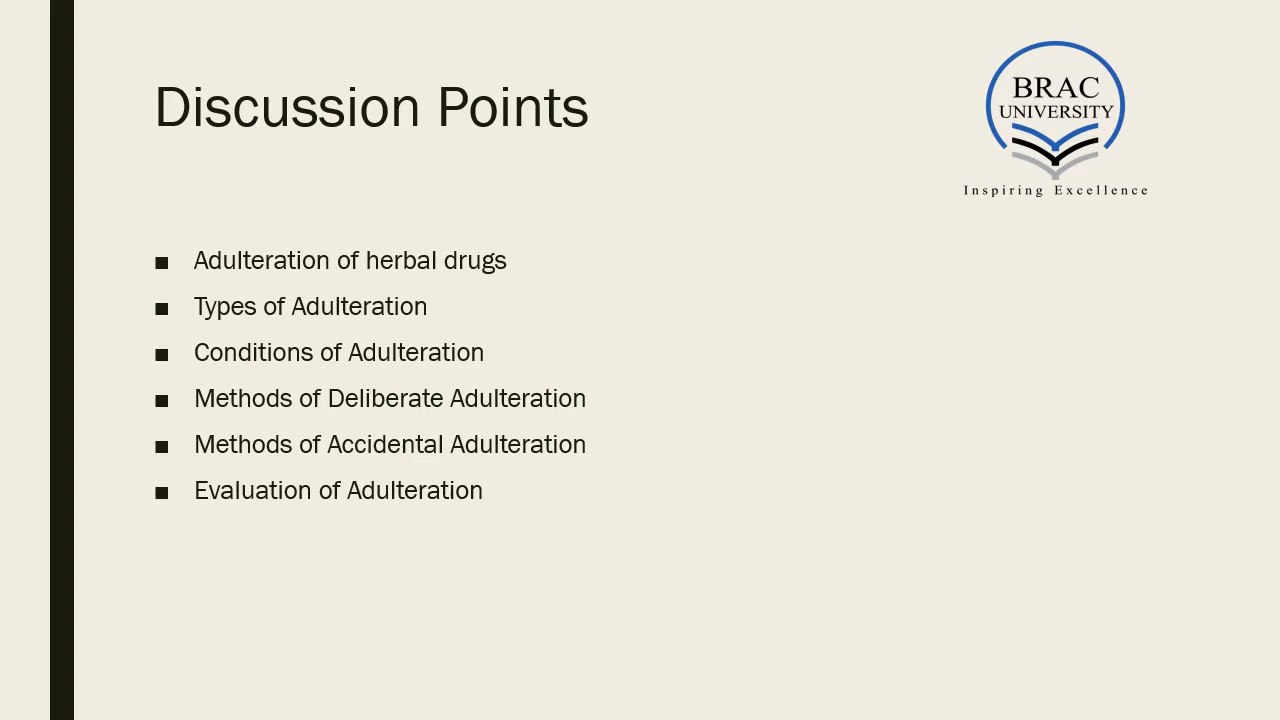 Discussion Points
BRAC
UNIVERSITY
Inspiring Excellence
■ Adulteration of herbal drugs
■ Types of Adulteration
■ Conditions of Adulteration
■ Methods of Deliberate Adulteration
■ Methods of Accidental Adulteration
■ Evaluation of Adulteration